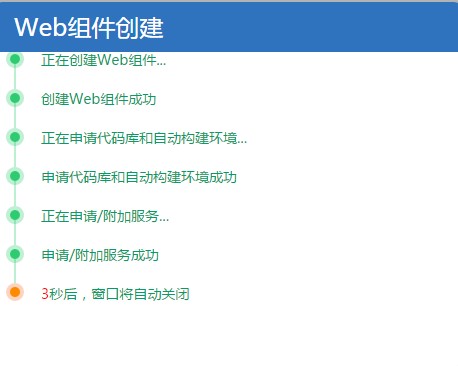 Web组件创建
正在创建Web组件...
创建Web组件成功
正在申请代码库和自动构建环境...
申请代码库和自动构建环境成功
正在申请/附加服务...
申请/附加服务成功
3秒后，窗口将自动关闭